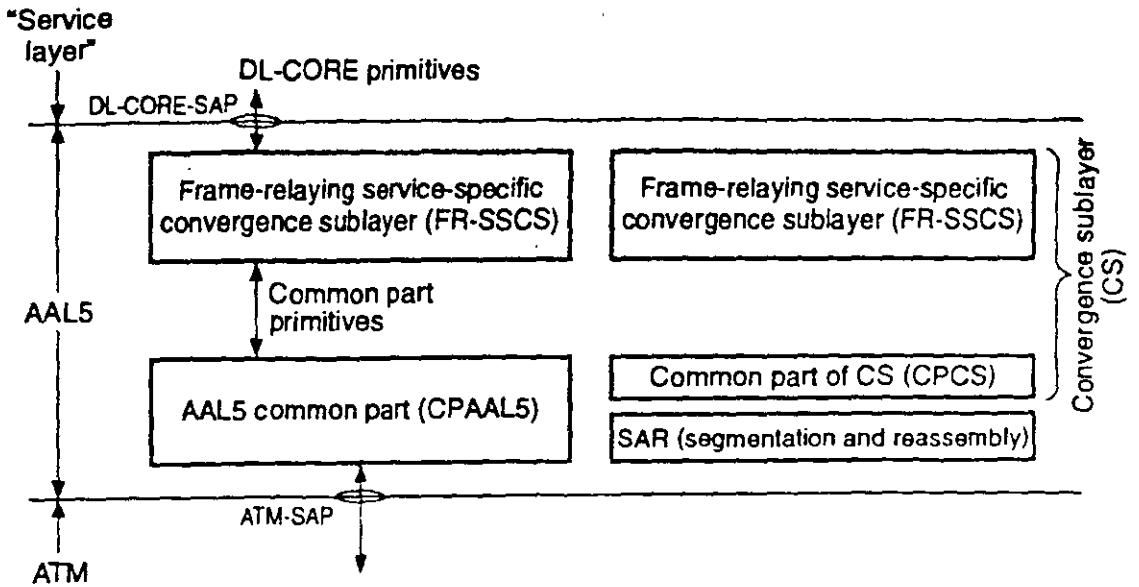 "Service
layer"
DL-CORE primitives
DL-CORE-SAP
Frame-relaying service-specific
convergence sublayer (FR-SSCS)
Frame-relaying service-specific
convergence sublayer (FR-SSCS)
Convergence sublayer
(CS)
Common part
primitives
AAL5
AAL5 common part (CPAAL5)
Common part of CS (CPCS)
SAR (segmentation and reassembly)
ATM-SAP
ATM